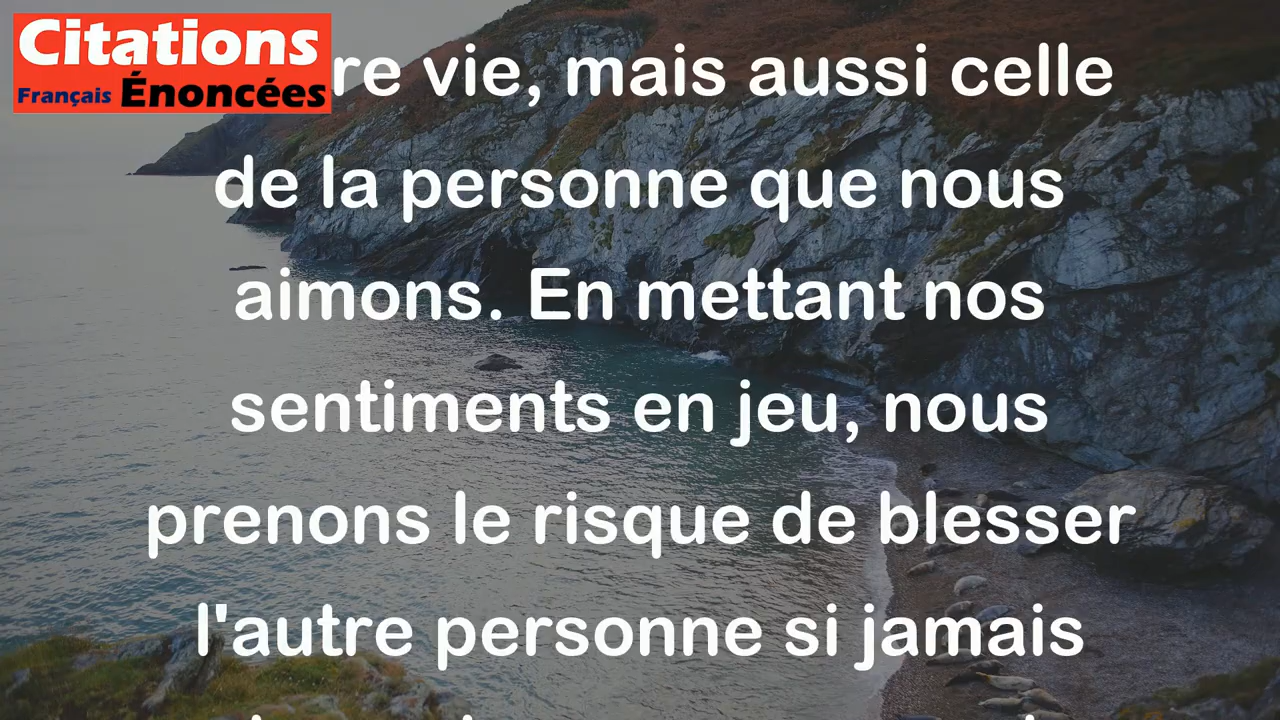 Citations
Français Énoncées
re vie, mais aussi celle
de la personne que nous
aimons. En mettant nos
sentiments en jeu, nous
prenons le risque de blesser
l'autre personne si jamais